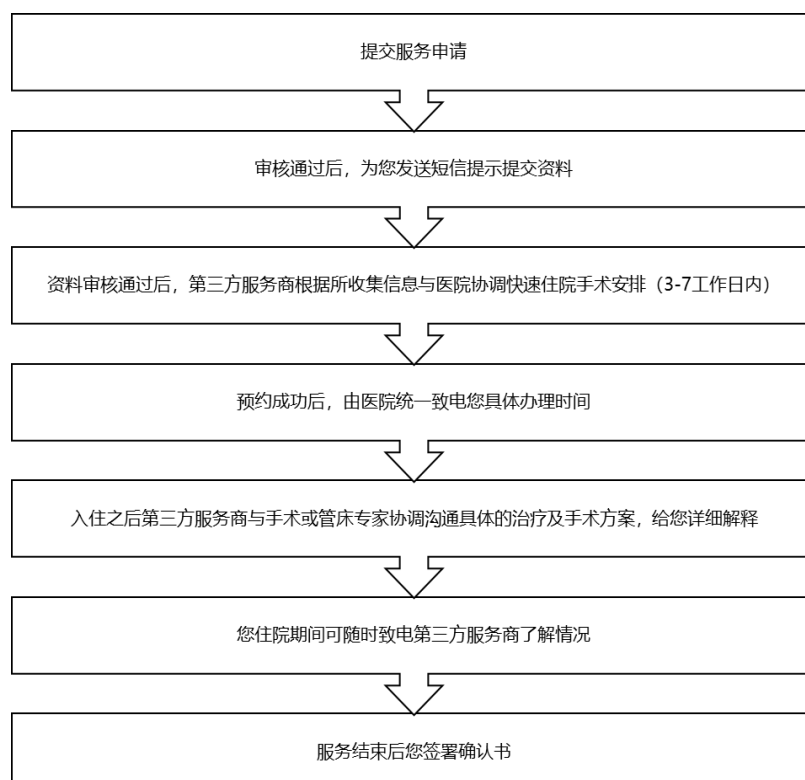 提交服务申请
审核通过后，为您发送短信提示提交资料
资料审核通过后，第三方服务商根据所收集信息与医院协调快速住院手术安排（3-7工作日内）
预约成功后，由医院统一致电您具体办理时间
入住之后第三方服务商与手术或管床专家协调沟通具体的治疗及手术方案，给您详细解释
您住院期间可随时致电第三方服务商了解情况
服务结束后您签署确认书